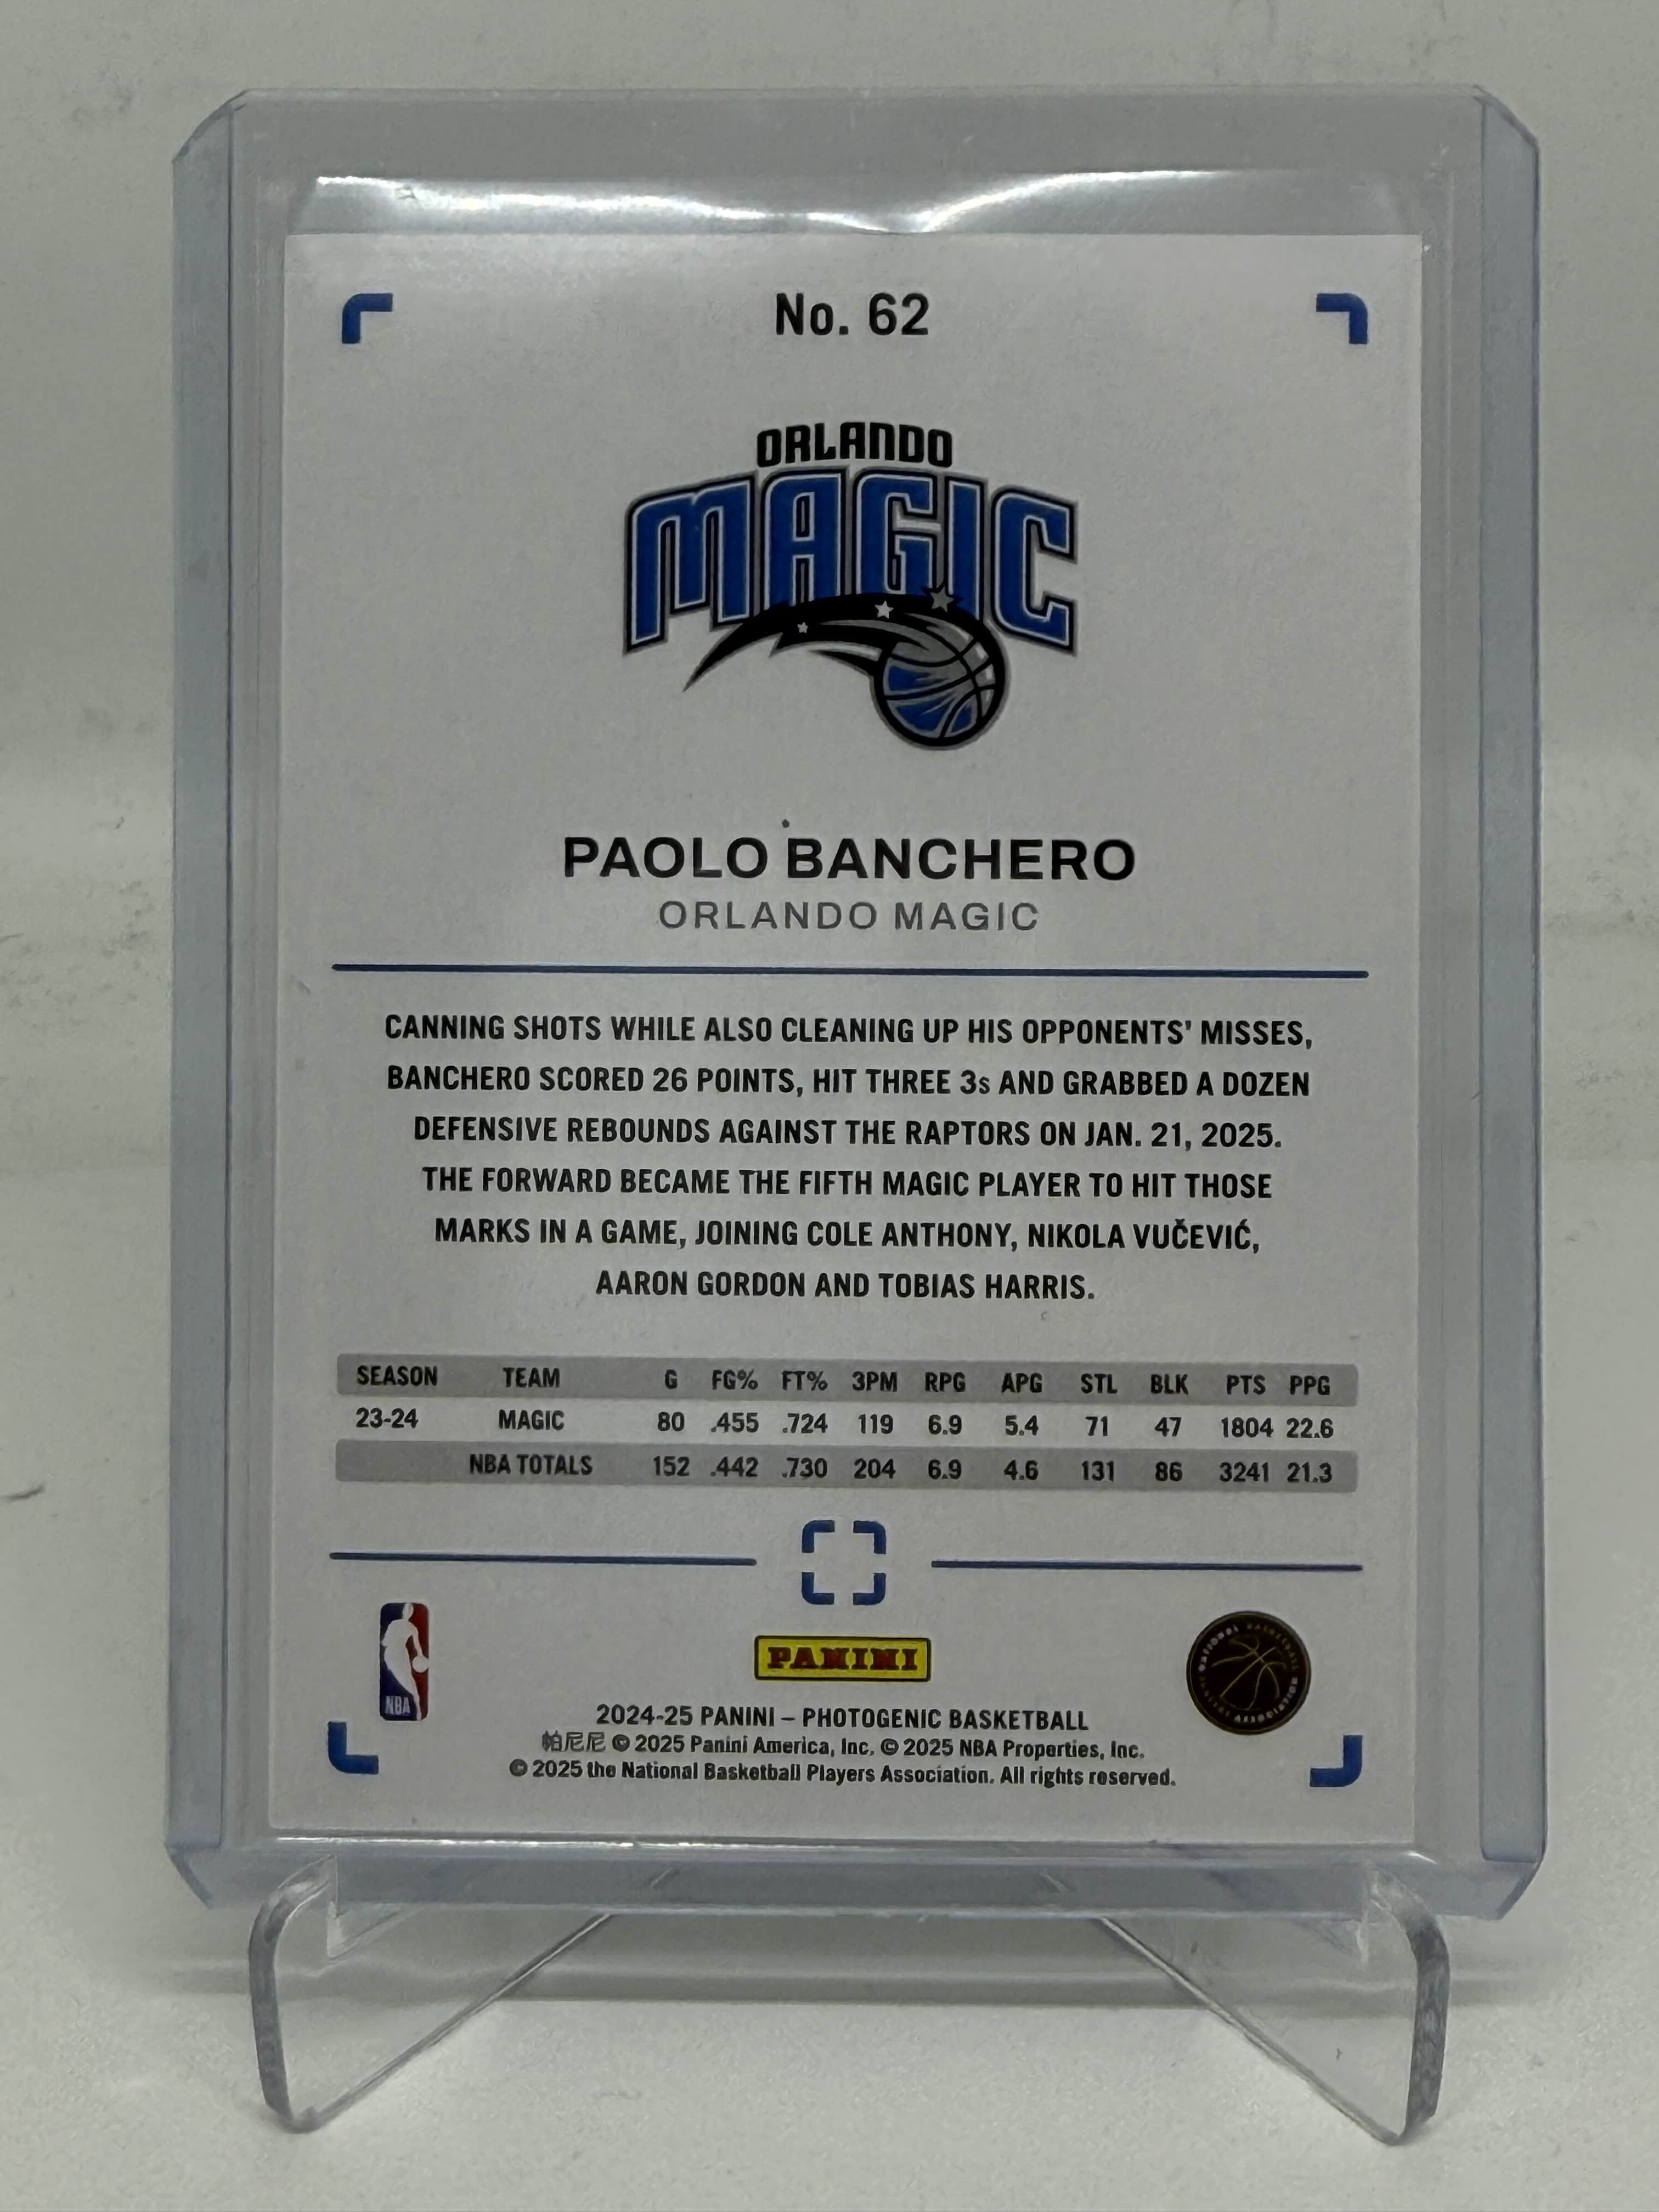 No. 62
ORLANDO
MAGIC
PAOLO BANCHERO
ORLANDO MAGIC
CANNING SHOTS WHILE ALSO CLEANING UP HIS OPPONENTS' MISSES,
BANCHERO SCORED 26 POINTS, HIT THREE 3s AND GRABBED A DOZEN
DEFENSIVE REBOUNDS AGAINST THE RAPTORS ON JAN. 21, 2025.
THE FORWARD BECAME THE FIFTH MAGIC PLAYER TO HIT THOSE
MARKS IN A GAME, JOINING COLE ANTHONY, NIKOLA VUČEVIĆ,
AARON GORDON AND TOBIAS HARRIS.
SEASON TEAM G FG% FT% 3PM RPG APG STL BLK PTS PPG
23-24 MAGIC 80 .455 .724 119 6.9 5.4 71 47 1804 22.6
NBA TOTALS 152 .442 .730 204 6.9 4.6 131 86 3241 21.3
NBA
PANINI
NATIONAL BASKETBALL
PLAYERS ASSOCIATION
2024-25 PANINI – PHOTOGENIC BASKETBALL
帕尼尼 © 2025 Panini America, Inc. © 2025 NBA Properties, Inc.
© 2025 the National Basketball Players Association. All rights reserved.